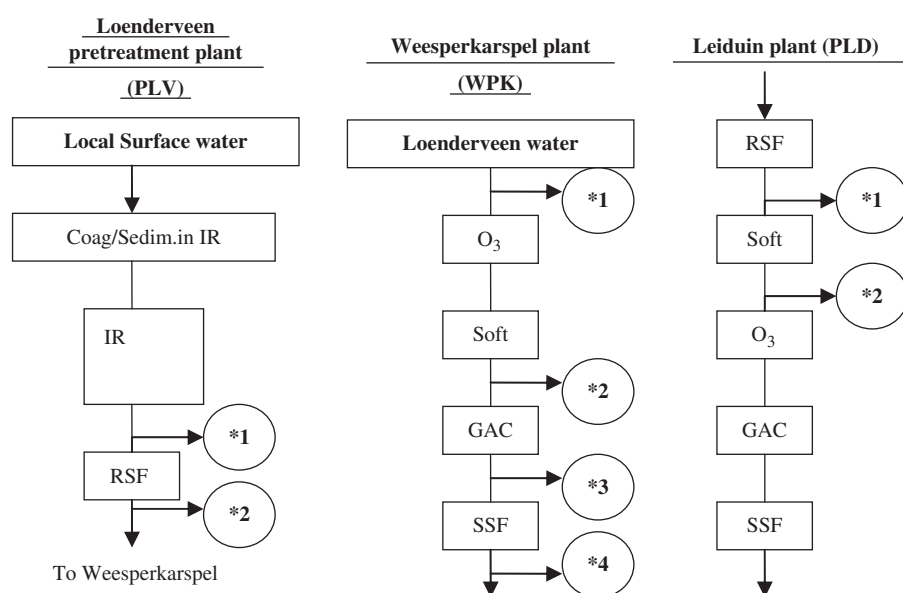 Loenderveen
pretreatment plant
(PLV)
Local Surface water
Coag/Sedim.in IR
IR
*1
RSF
*2
To Weesperkarspel
Weesperkarspel plant
(WPK)
Loenderveen water
*1
O₃
Soft
*2
GAC
*3
SSF
*4
Leiduin plant (PLD)
RSF
*1
Soft
*2
O₃
GAC
SSF